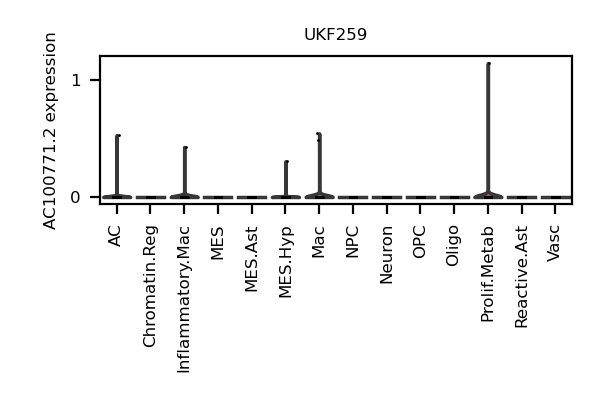 UKF259
AC100771.2 expression
1
0
AC
Chromatin.Reg
Inflammatory.Mac
MES
MES.Ast
MES.Hyp
Mac
NPC
Neuron
OPC
Oligo
Prolif.Metab
Reactive.Ast
Vasc